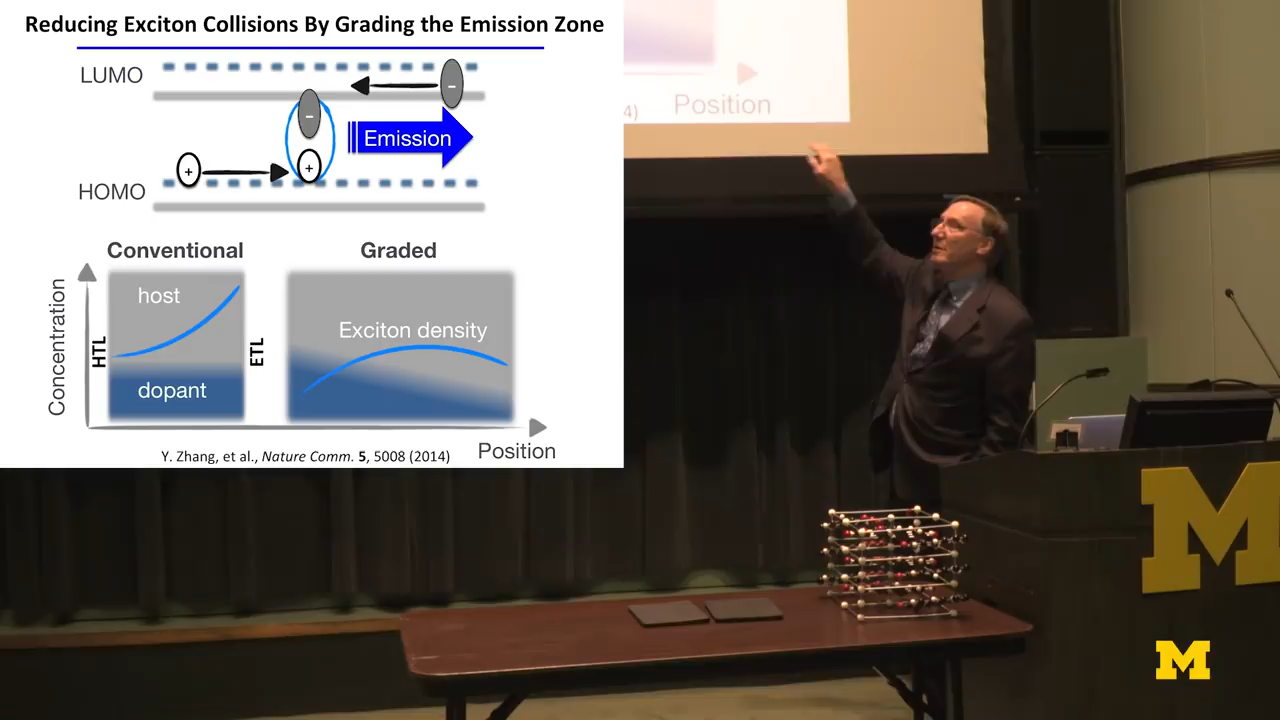 Reducing Exciton Collisions By Grading the Emission Zone
LUMO
−
−
Emission
+
+
HOMO
Conventional
Graded
Concentration
HTL
host
dopant
ETL
Exciton density
Position
Y. Zhang, et al., Nature Comm. 5, 5008 (2014)
4)
Position
M
M